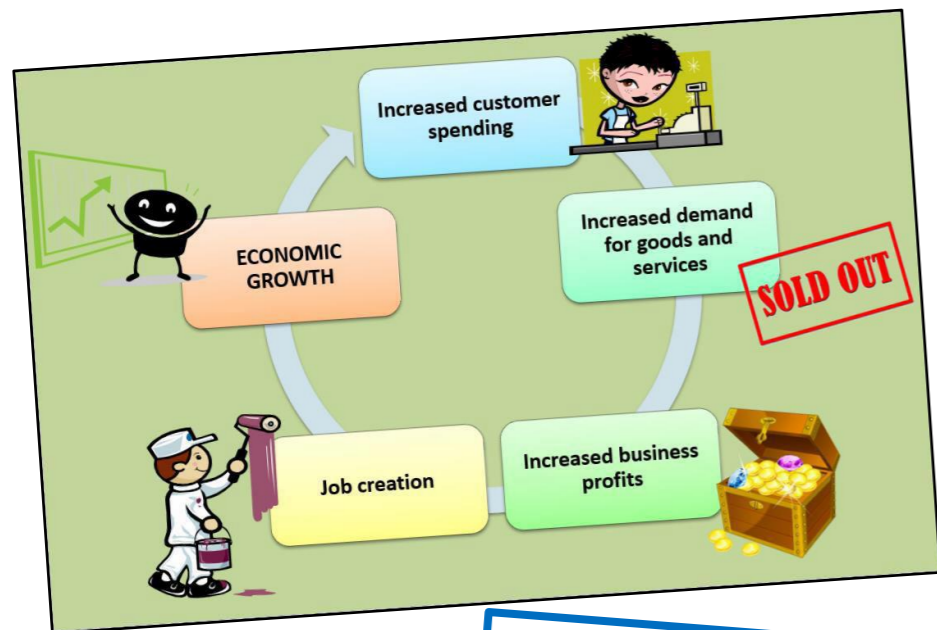 Increased customer
spending
Increased demand
for goods and
services
SOLD OUT
Increased business
profits
Job creation
ECONOMIC
GROWTH